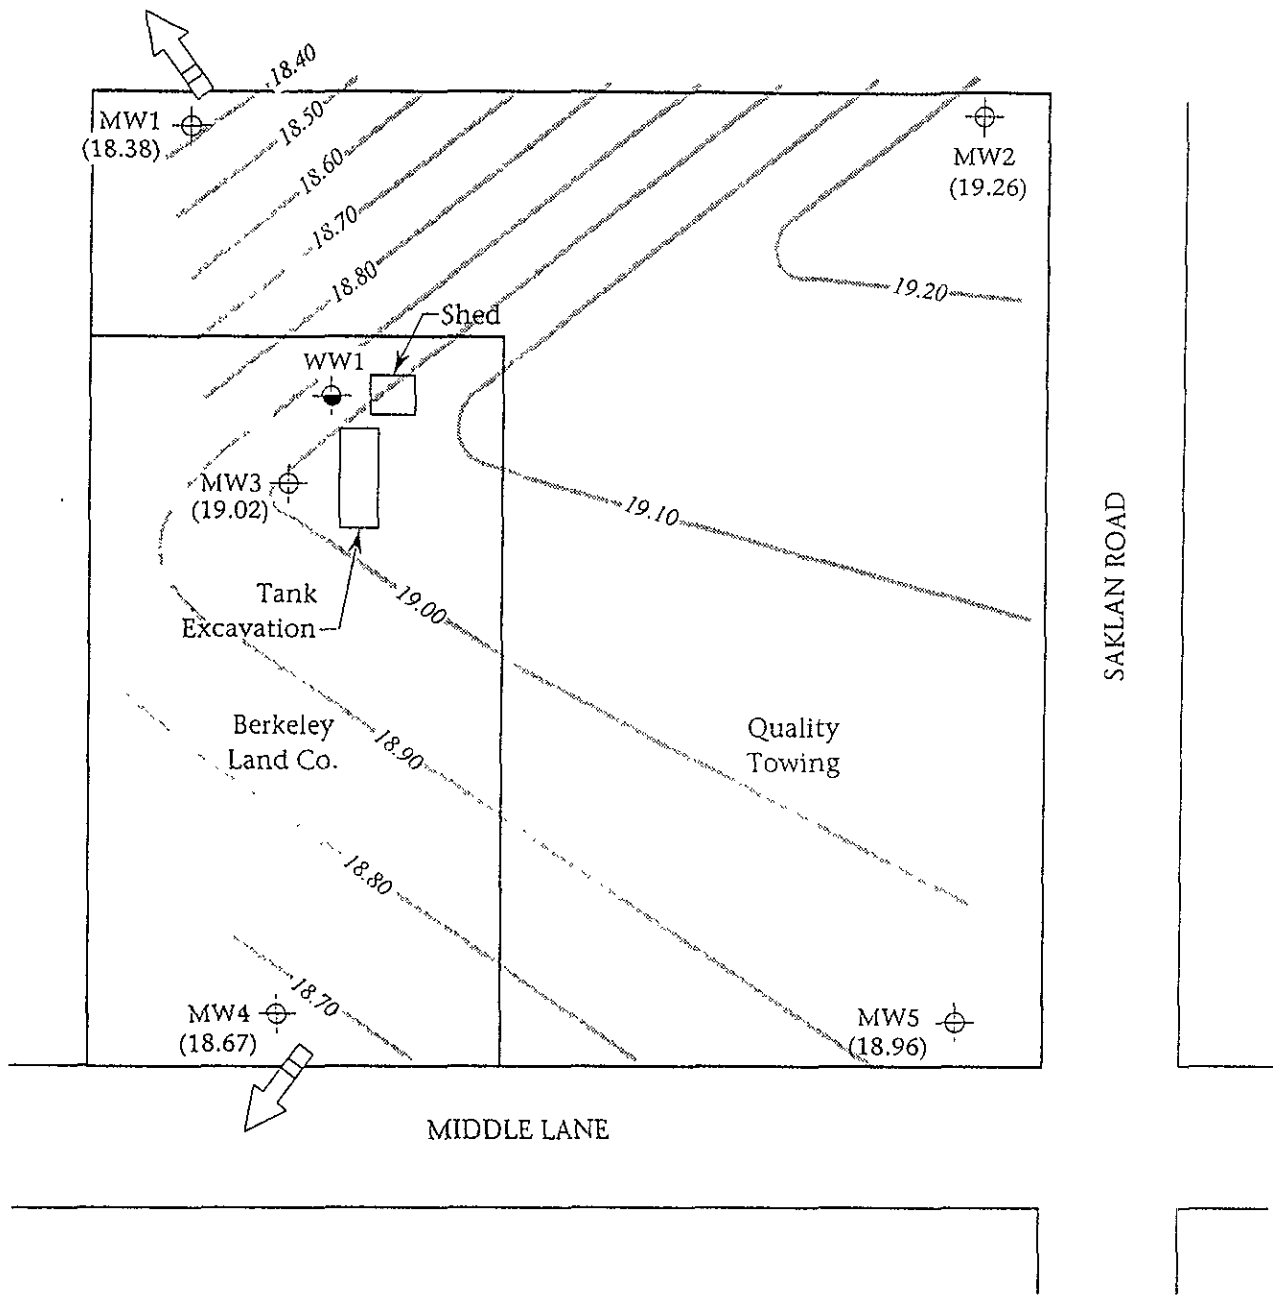 18.40
MW1
(18.38)
18.50
MW2
(19.26)
18.60
18.70
18.80
19.20
Shed
WW1
MW3
(19.02)
19.10
Tank
Excavation
19.00
SAKLAN ROAD
Berkeley
Land Co.
18.90
Quality
Towing
18.80
18.70
MW4
(18.67)
MW5
(18.96)
MIDDLE LANE